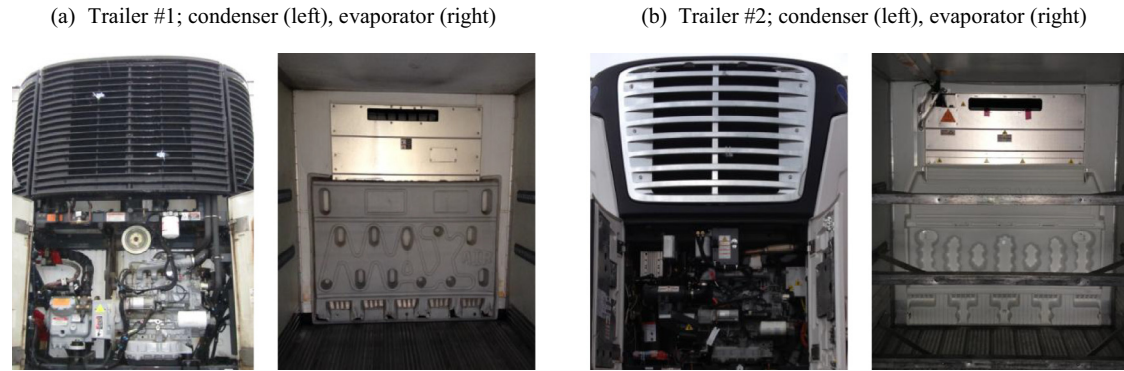 (a) Trailer #1; condenser (left), evaporator (right)
(b) Trailer #2; condenser (left), evaporator (right)